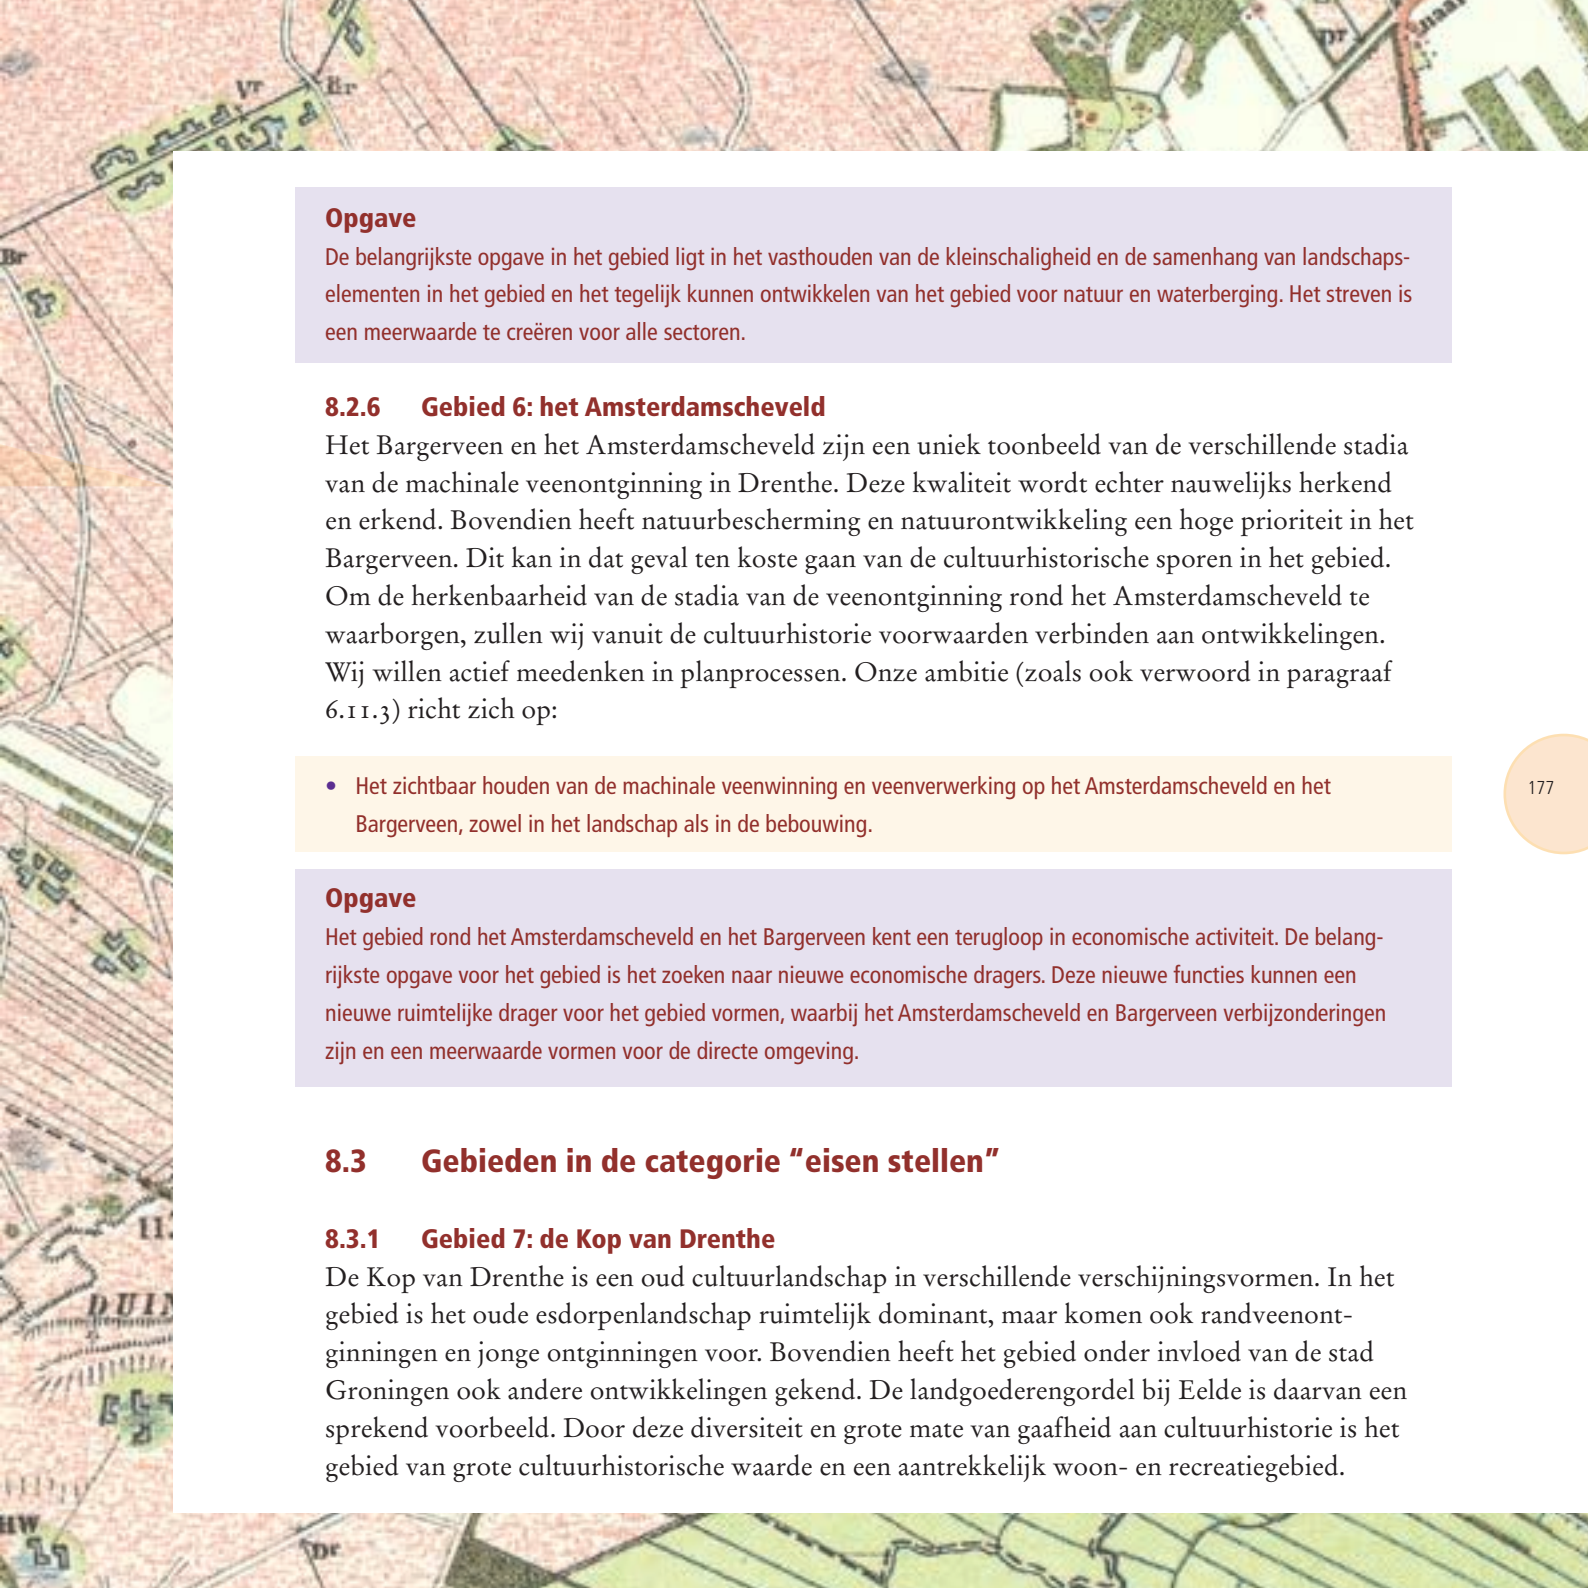 Vr
Br
pr
naar
Br
Opgave
De belangrijkste opgave in het gebied ligt in het vasthouden van de kleinschaligheid en de samenhang van landschaps-
elementen in het gebied en het tegelijk kunnen ontwikkelen van het gebied voor natuur en waterberging. Het streven is
een meerwaarde te creëren voor alle sectoren.
8.2.6 Gebied 6: het Amsterdamscheveld
Het Bargerveen en het Amsterdamscheveld zijn een uniek toonbeeld van de verschillende stadia
van de machinale veenontginning in Drenthe. Deze kwaliteit wordt echter nauwelijks herkend
en erkend. Bovendien heeft natuurbescherming en natuurontwikkeling een hoge prioriteit in het
Bargerveen. Dit kan in dat geval ten koste gaan van de cultuurhistorische sporen in het gebied.
Om de herkenbaarheid van de stadia van de veenontginning rond het Amsterdamscheveld te
waarborgen, zullen wij vanuit de cultuurhistorie voorwaarden verbinden aan ontwikkelingen.
Wij willen actief meedenken in planprocessen. Onze ambitie (zoals ook verwoord in paragraaf
6.11.3) richt zich op:
• Het zichtbaar houden van de machinale veenwinning en veenverwerking op het Amsterdamscheveld en het
Bargerveen, zowel in het landschap als in de bebouwing.
177
Opgave
Het gebied rond het Amsterdamscheveld en het Bargerveen kent een terugloop in economische activiteit. De belang-
rijkste opgave voor het gebied is het zoeken naar nieuwe economische dragers. Deze nieuwe functies kunnen een
nieuwe ruimtelijke drager voor het gebied vormen, waarbij het Amsterdamscheveld en Bargerveen verbijzonderingen
zijn en een meerwaarde vormen voor de directe omgeving.
8.3 Gebieden in de categorie “eisen stellen”
8.3.1 Gebied 7: de Kop van Drenthe
De Kop van Drenthe is een oud cultuurlandschap in verschillende verschijningsvormen. In het
gebied is het oude esdorpenlandschap ruimtelijk dominant, maar komen ook randveenont-
ginningen en jonge ontginningen voor. Bovendien heeft het gebied onder invloed van de stad
Groningen ook andere ontwikkelingen gekend. De landgoederengordel bij Eelde is daarvan een
sprekend voorbeeld. Door deze diversiteit en grote mate van gaafheid aan cultuurhistorie is het
gebied van grote cultuurhistorische waarde en een aantrekkelijk woon- en recreatiegebied.
DUIN
HW
Dr